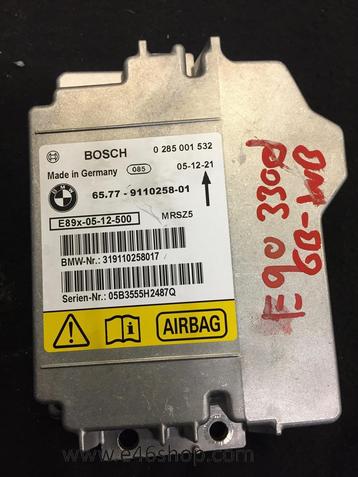 BOSCH 0 285 001 532
Made in Germany 085 05-12-21
BMW
65.77 - 9110258-01
E89x-05-12-500 MRSZ5
BMW-Nr.: 319110258017
Serien-Nr.: 05B3555H2487Q
AIRBAG
E90 330d
www.e46shop.com